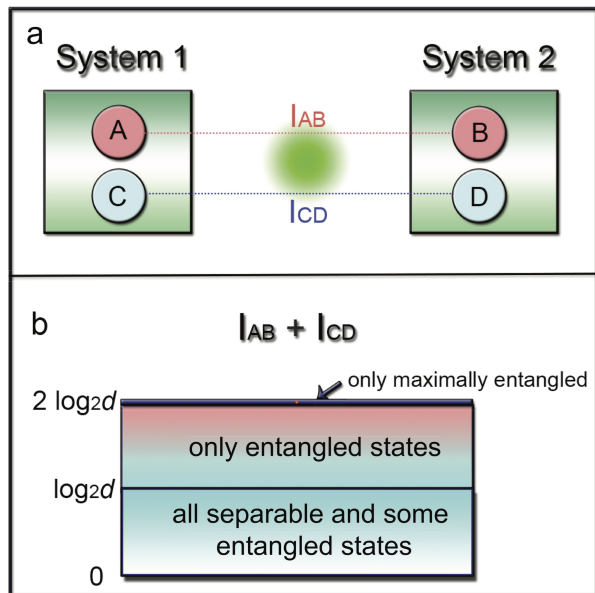 a
System 1
System 2
A
IAB
B
C
ICD
D
b
IAB + ICD
only maximally entangled
2 log2d
only entangled states
log2d
all separable and some
entangled states
0